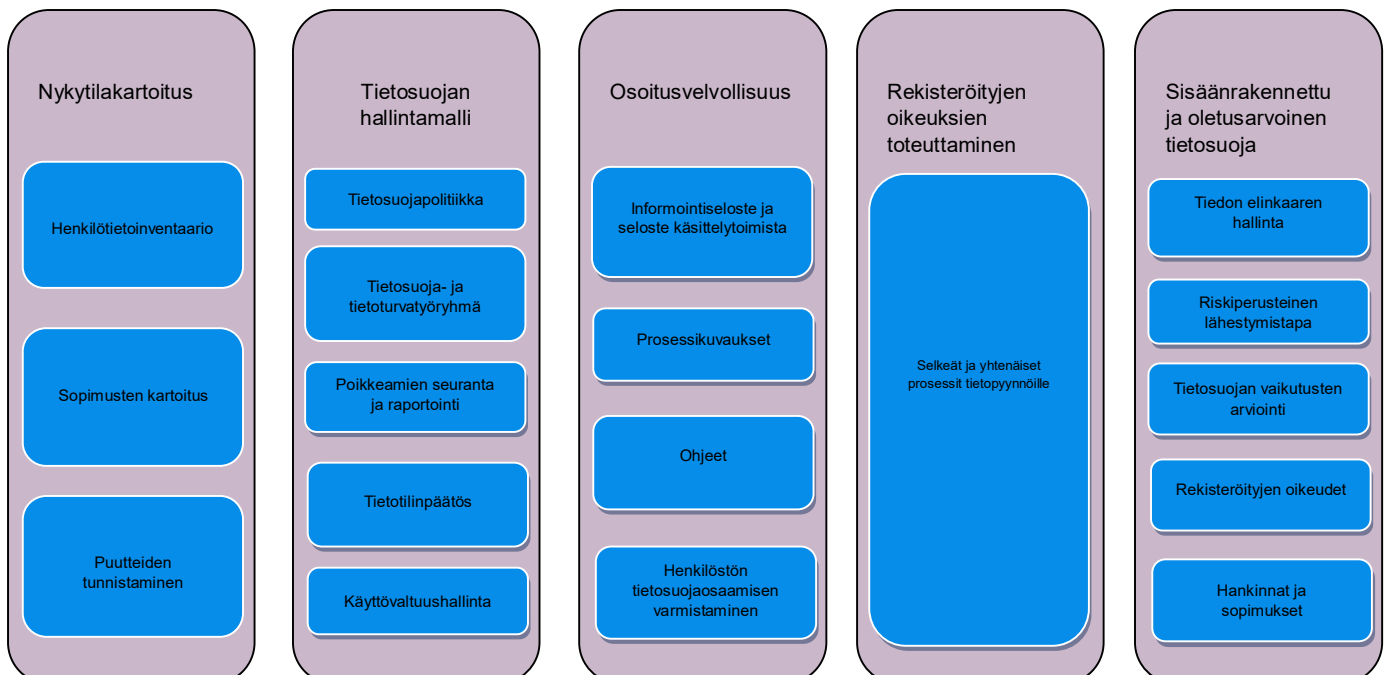 Nykytilakartoitus
Henkilötietoinventaario
Sopimusten kartoitus
Puutteiden
tunnistaminen
Tietosuojan
hallintamalli
Tietosuojapolitiikka
Tietosuoja- ja
tietoturvatyöryhmä
Poikkeamien seuranta
ja raportointi
Tietotilinpäätös
Käyttövaltuushallinta
Osoitusvelvollisuus
Informointiseloste ja
seloste käsittelytoimista
Prosessikuvaukset
Ohjeet
Henkilöstön
tietosuojaosaamisen
varmistaminen
Rekisteröityjen
oikeuksien
toteuttaminen
Selkeät ja yhtenäiset
prosessit tietopyynnöille
Sisäänrakennettu
ja oletusarvoinen
tietosuoja
Tiedon elinkaaren
hallinta
Riskiperusteinen
lähestymistapa
Tietosuojan vaikutusten
arviointi
Rekisteröityjen oikeudet
Hankinnat ja
sopimukset